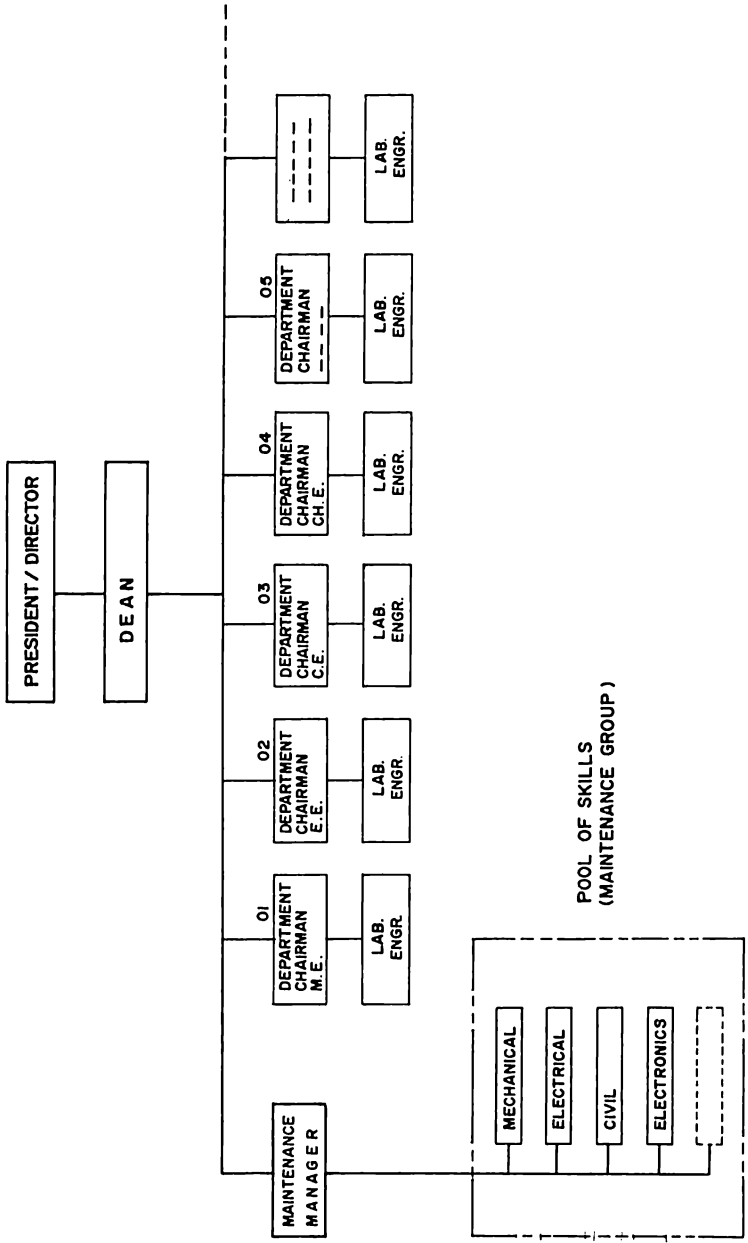 PRESIDENT/DIRECTOR
DEAN
MAINTENANCE
MANAGER
01
DEPARTMENT
CHAIRMAN
M.E.
LAB.
ENGR.
02
DEPARTMENT
CHAIRMAN
E.E.
LAB.
ENGR.
03
DEPARTMENT
CHAIRMAN
C.E.
LAB.
ENGR.
04
DEPARTMENT
CHAIRMAN
CH.E.
LAB.
ENGR.
05
DEPARTMENT
CHAIRMAN
LAB.
ENGR.
LAB.
ENGR.
MECHANICAL
ELECTRICAL
CIVIL
ELECTRONICS
POOL OF SKILLS
(MAINTENANCE GROUP)